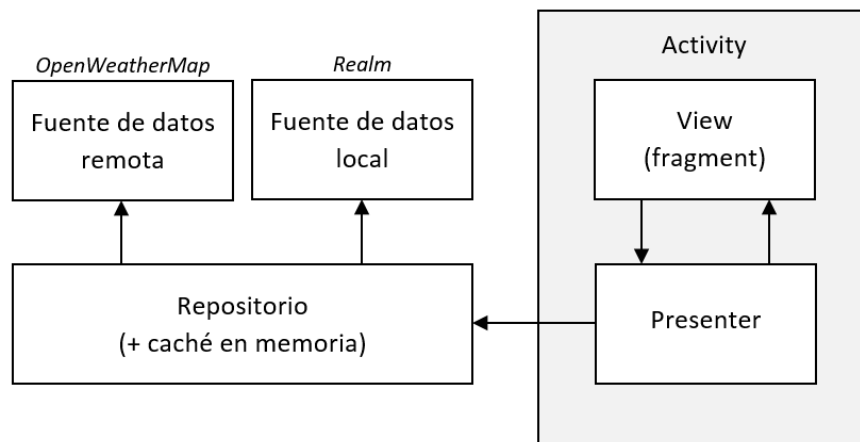 OpenWeatherMap
Fuente de datos
remota
Realm
Fuente de datos
local
Activity
View
(fragment)
Repositorio
(+ caché en memoria)
Presenter